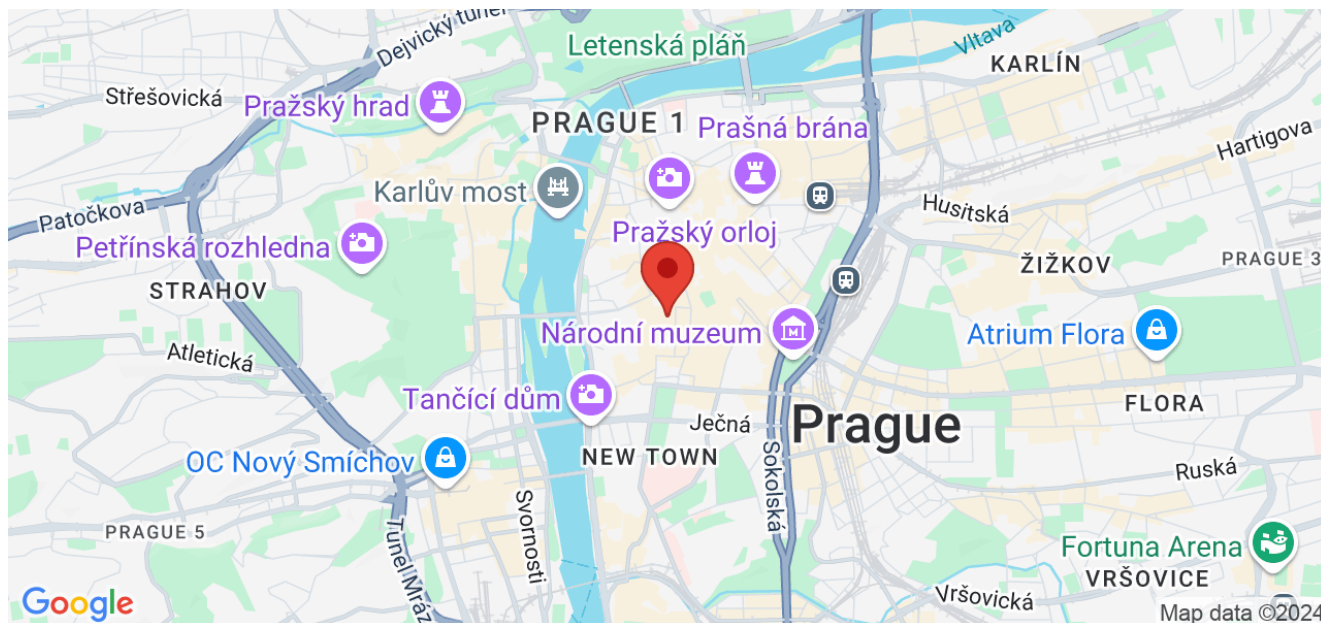 Dejvický tunel
Letenská pláň
Vltava
KARLÍN
Střešovická
Pražský hrad
PRAGUE 1
Prašná brána
Hartigova
Karlův most
Patočkova
Husitská
Petřínská rozhledna
Pražský orloj
ŽIŽKOV
PRAGUE 3
STRAHOV
Národní muzeum
Atrium Flora
Atletická
Tančící dům
Ječná
Prague
FLORA
OC Nový Smíchov
NEW TOWN
Sokolská
Ruská
Svornosti
PRAGUE 5
Tunel Mráz
Fortuna Arena
VRŠOVICE
Vršovická
Google
Map data ©2024